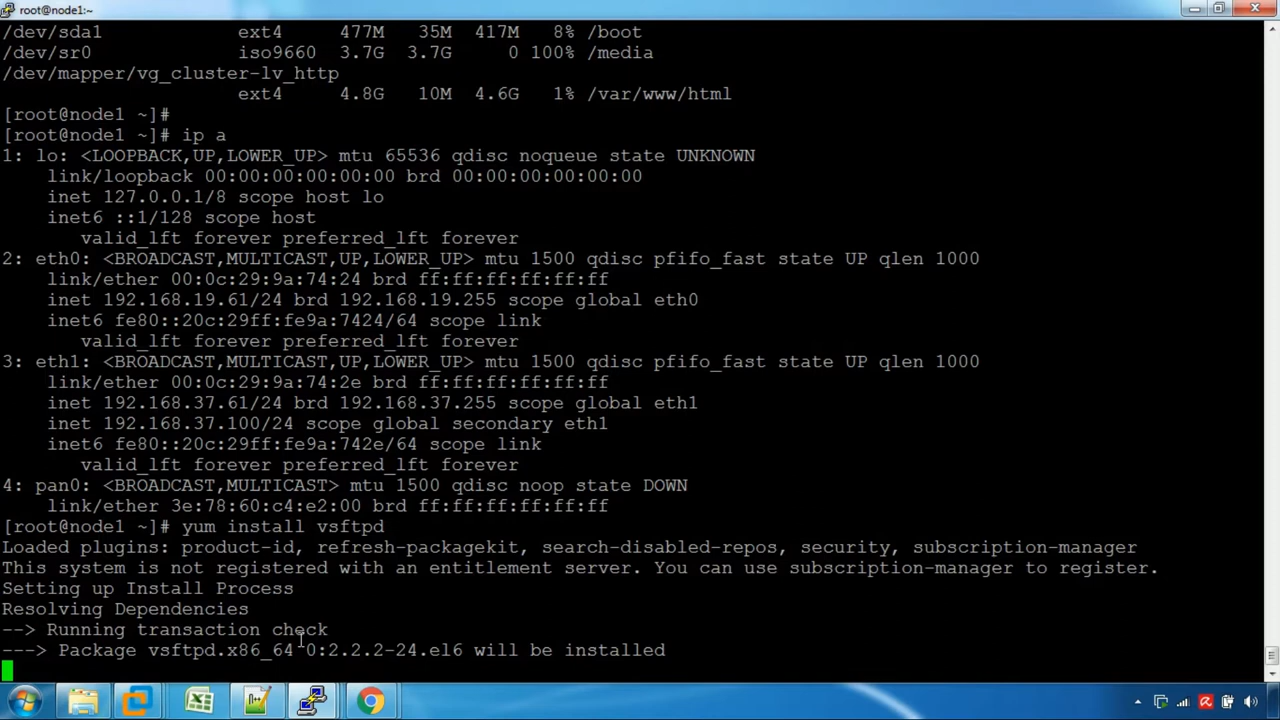 root@node1:~
/dev/sda1            ext4     477M   35M  417M   8% /boot
/dev/sr0             iso9660  3.7G  3.7G     0 100% /media
/dev/mapper/vg_cluster-lv_http
                     ext4     4.8G   10M  4.6G   1% /var/www/html
[root@node1 ~]#
[root@node1 ~]# ip a
1: lo: <LOOPBACK,UP,LOWER_UP> mtu 65536 qdisc noqueue state UNKNOWN
    link/loopback 00:00:00:00:00:00 brd 00:00:00:00:00:00
    inet 127.0.0.1/8 scope host lo
    inet6 ::1/128 scope host
       valid_lft forever preferred_lft forever
2: eth0: <BROADCAST,MULTICAST,UP,LOWER_UP> mtu 1500 qdisc pfifo_fast state UP qlen 1000
    link/ether 00:0c:29:9a:74:24 brd ff:ff:ff:ff:ff:ff
    inet 192.168.19.61/24 brd 192.168.19.255 scope global eth0
    inet6 fe80::20c:29ff:fe9a:7424/64 scope link
       valid_lft forever preferred_lft forever
3: eth1: <BROADCAST,MULTICAST,UP,LOWER_UP> mtu 1500 qdisc pfifo_fast state UP qlen 1000
    link/ether 00:0c:29:9a:74:2e brd ff:ff:ff:ff:ff:ff
    inet 192.168.37.61/24 brd 192.168.37.255 scope global eth1
    inet 192.168.37.100/24 scope global secondary eth1
    inet6 fe80::20c:29ff:fe9a:742e/64 scope link
       valid_lft forever preferred_lft forever
4: pan0: <BROADCAST,MULTICAST> mtu 1500 qdisc noop state DOWN
    link/ether 3e:78:60:c4:e2:00 brd ff:ff:ff:ff:ff:ff
[root@node1 ~]# yum install vsftpd
Loaded plugins: product-id, refresh-packagekit, search-disabled-repos, security, subscription-manager
This system is not registered with an entitlement server. You can use subscription-manager to register.
Setting up Install Process
Resolving Dependencies
--> Running transaction check
---> Package vsftpd.x86_64 0:2.2.2-24.el6 will be installed